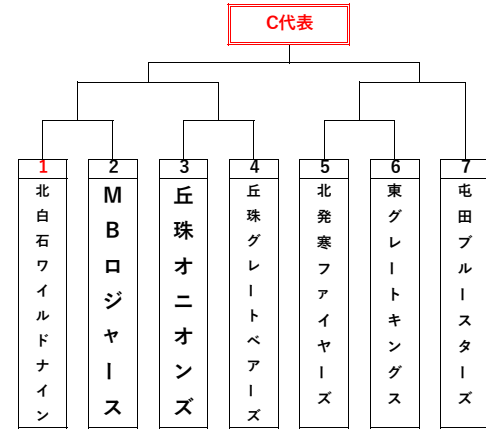 C代表
1
北白石ワイルドナイン
2
MBロジャース
3
丘珠オニオンズ
4
丘珠グレートベアーズ
5
北発寒ファイヤーズ
6
東グレートキングス
7
屯田ブルースターズ